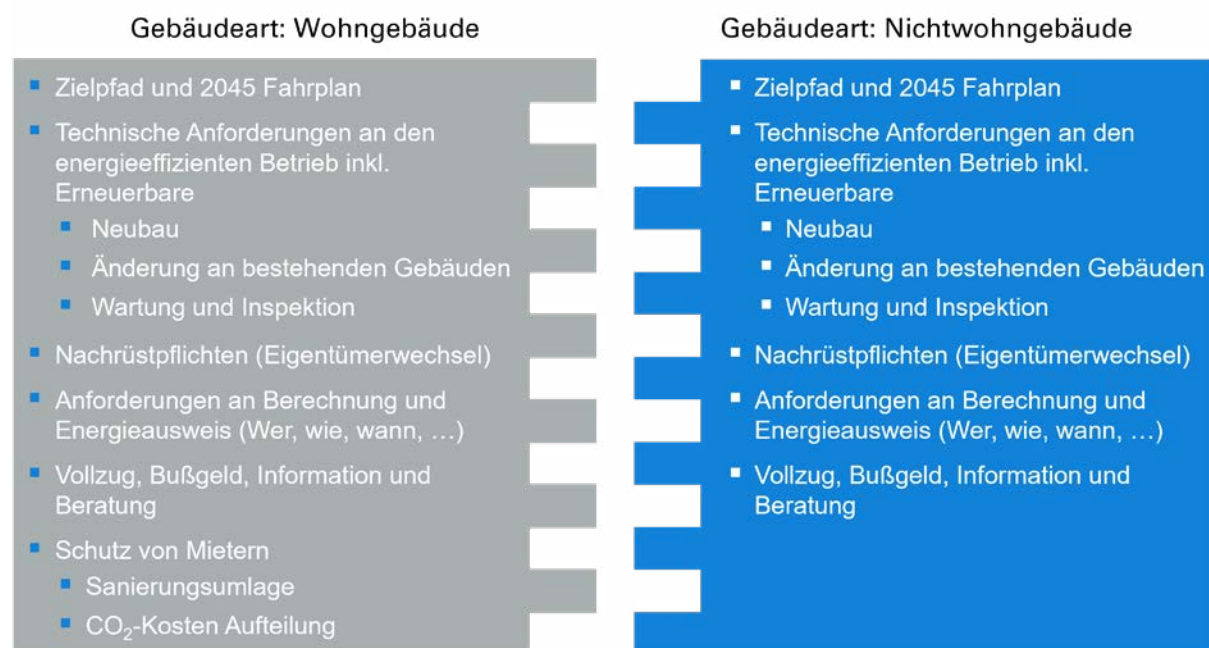 Gebäudeart: Wohngebäude
Zielpfad und 2045 Fahrplan
Technische Anforderungen an den
energieeffizienten Betrieb inkl.
Erneuerbare
Neubau
Änderung an bestehenden Gebäuden
Wartung und Inspektion
Nachrüstpflichten (Eigentümerwechsel)
Anforderungen an Berechnung und
Energieausweis (Wer, wie, wann, …)
Vollzug, Bußgeld, Information und
Beratung
Schutz von Mietern
Sanierungsumlage
CO₂-Kosten Aufteilung
Gebäudeart: Nichtwohngebäude
Zielpfad und 2045 Fahrplan
Technische Anforderungen an den
energieeffizienten Betrieb inkl.
Erneuerbare
Neubau
Änderung an bestehenden Gebäuden
Wartung und Inspektion
Nachrüstpflichten (Eigentümerwechsel)
Anforderungen an Berechnung und
Energieausweis (Wer, wie, wann, …)
Vollzug, Bußgeld, Information und
Beratung